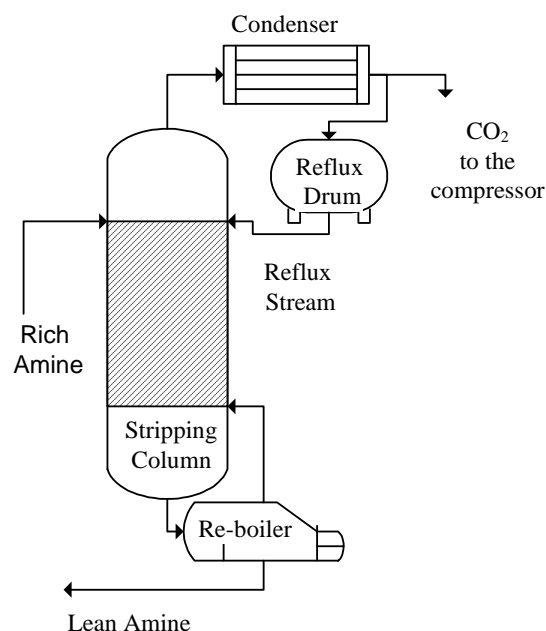 Condenser
CO₂
to the
compressor
Reflux
Drum
Reflux
Stream
Rich
Amine
Stripping
Column
Re-boiler
Lean Amine